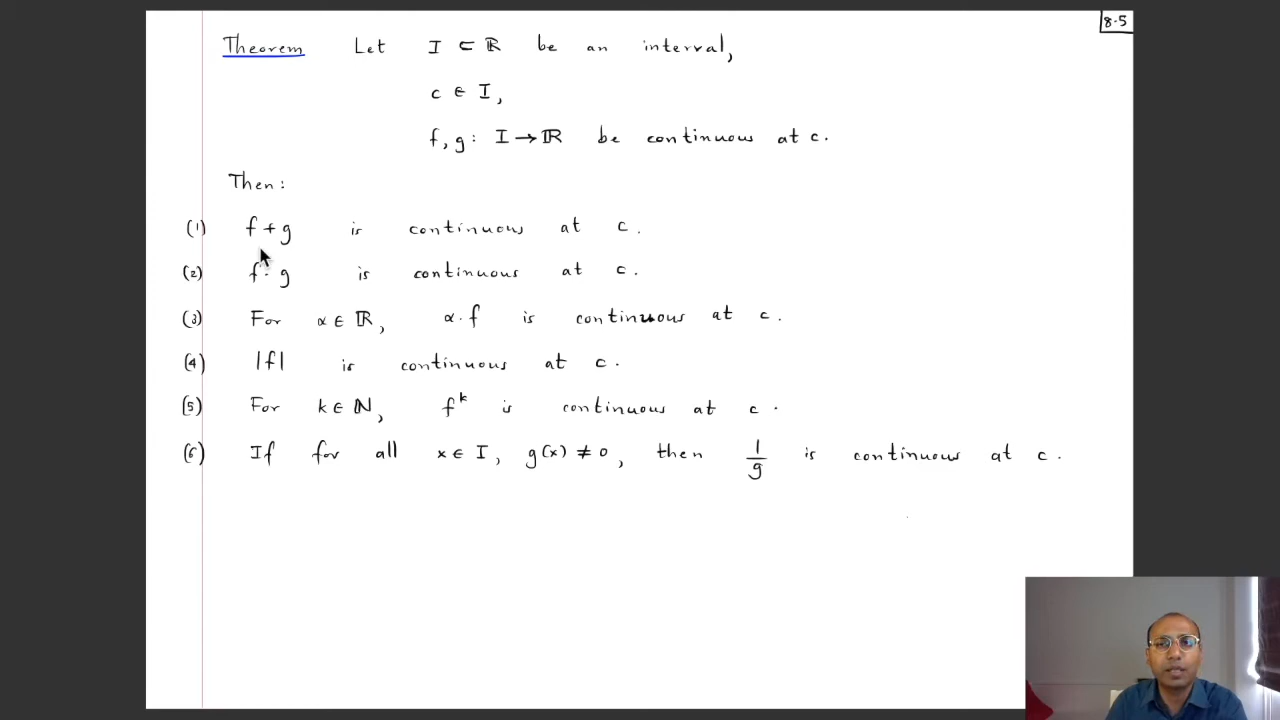 8.5
Theorem Let I ⊂ ℝ be an interval,
c ∈ I,
f, g: I → ℝ be continuous at c.
Then:
(1) f + g is continuous at c.
(2) f · g is continuous at c.
(3) For α ∈ ℝ, α·f is continuous at c.
(4) |f| is continuous at c.
(5) For k ∈ ℕ, f^k is continuous at c.
(6) If for all x ∈ I, g(x) ≠ 0, then 1/g is continuous at c.